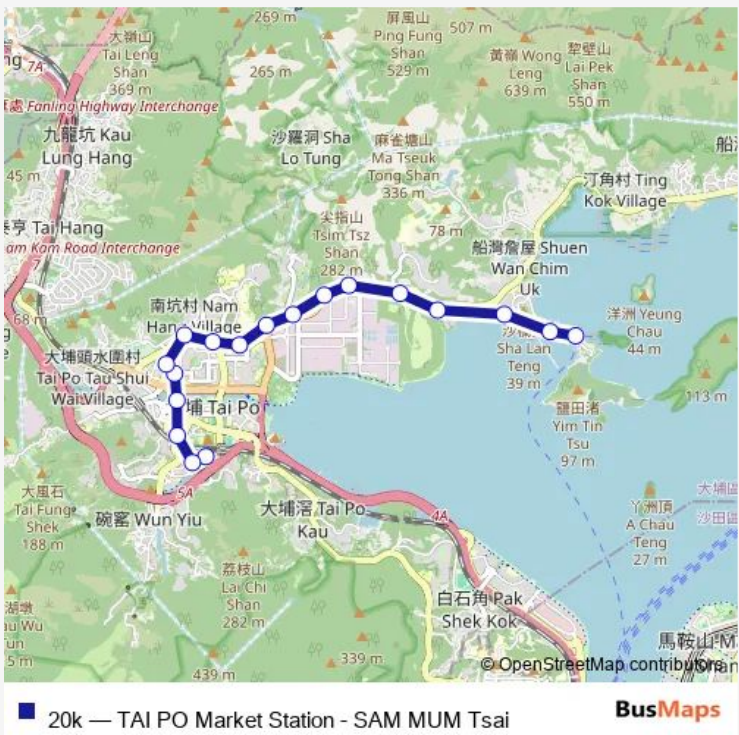 269 m
屏風山
507 m
Ping Fung
Shan
529 m
大嶺山
Tai Leng
Shan
369 m
7A
265 m
黃嶺 Wong
Leng
639 m
犂壁山
Lai Pek
Shan
550 m
Fanling Highway Interchange
九龍坑 Kau
Lung Hang
沙羅洞 Sha
Lo Tung
麻雀塘山
Ma Tseuk
Tong Shan
336 m
45 m
汀角村 Ting
Kok Village
泰亨 Tai Hang
am Kam Road Interchange
7
尖指山
Tsim Tsz
Shan
282 m
78 m
船灣詹屋 Shuen
Wan Chim
Uk
68 m
南坑村 Nam
Hang Village
洋洲 Yeung
Chau
44 m
大埔頭水圍村
Tai Po Tau Shui
Wai Village
Sha Lan
Teng
39 m
113 m
埔 Tai Po
鹽田渚
Yim Tin
Tsu
97 m
大風石
Tai Fung
Shek
188 m
5A
碗窰 Wun Yiu
大埔滘 Tai Po
Kau
4A
丫洲頂
A Chau
Teng
27 m
大埔區
沙田區
荔枝山
Lai Chi
Shan
282 m
白石角 Pak
Shek Kok
339 m
439 m
馬鞍山 M
© OpenStreetMap contributors
20k — TAI PO Market Station - SAM MUM Tsai
BusMaps